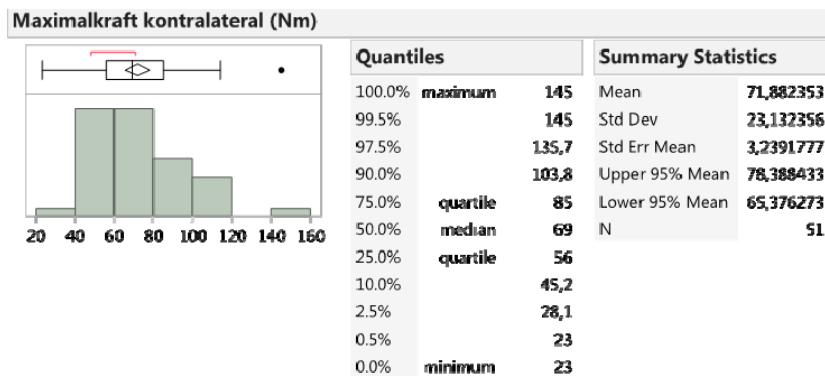 Maximalkraft kontralateral (Nm)
20 40 60 80 100 120 140 160
Quantiles
100.0% maximum 145
99.5% 145
97.5% 135,7
90.0% 103,8
75.0% quartile 85
50.0% median 69
25.0% quartile 56
10.0% 45,2
2.5% 28,1
0.5% 23
0.0% minimum 23
Summary Statistics
Mean 71,882353
Std Dev 23,132356
Std Err Mean 3,2391777
Upper 95% Mean 78,388433
Lower 95% Mean 65,376273
N 51